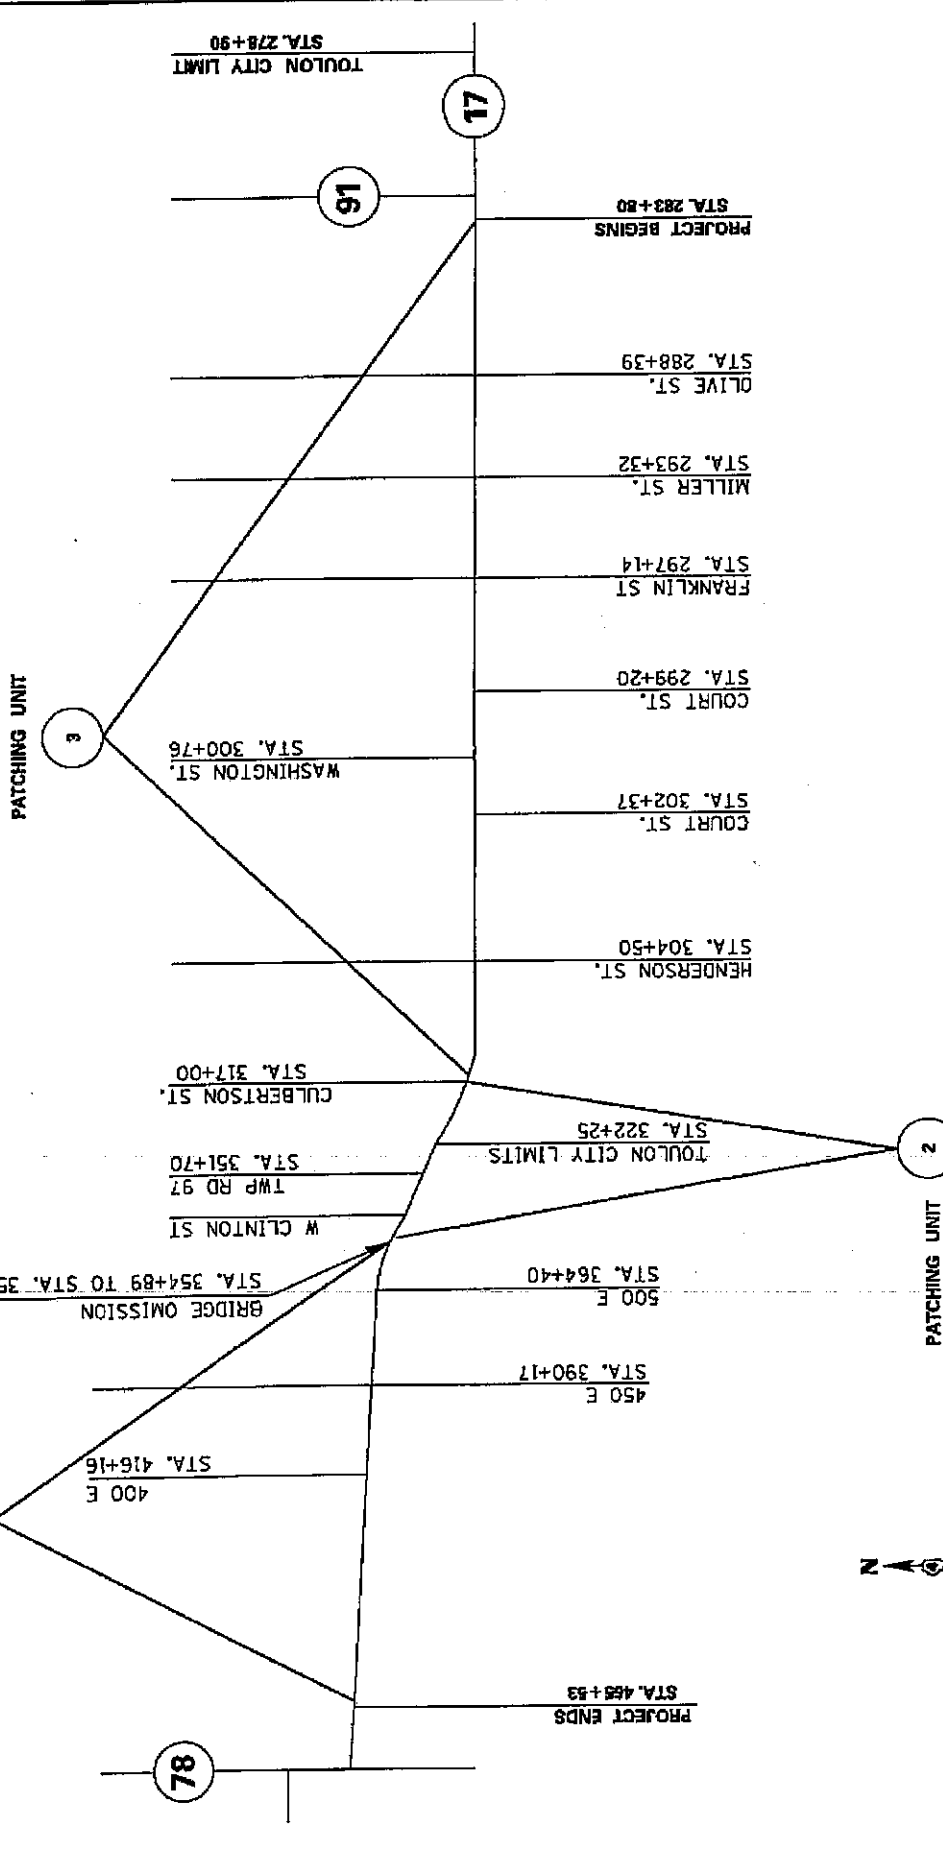 TOULON CITY LIMIT
STA. 278+90
17
91
PROJECT BEGINS
STA. 283+80
OLIVE ST.
STA. 288+39
MILLER ST.
STA. 293+32
FRANKLIN ST
STA. 297+14
COURT ST.
STA. 299+20
PATCHING UNIT
3
WASHINGTON ST.
STA. 300+76
COURT ST.
STA. 302+37
HENDERSON ST.
STA. 304+50
CULBERTSON ST.
STA. 317+00
TOULON CITY LIMITS
STA. 322+25
TWP RD 97
STA. 351+70
W CLINTON ST
PATCHING UNIT
2
BRIDGE OMISSION
STA. 354+89 TO STA. 35
500 E
STA. 364+40
450 E
STA. 390+17
400 E
STA. 416+16
N
PROJECT ENDS
78